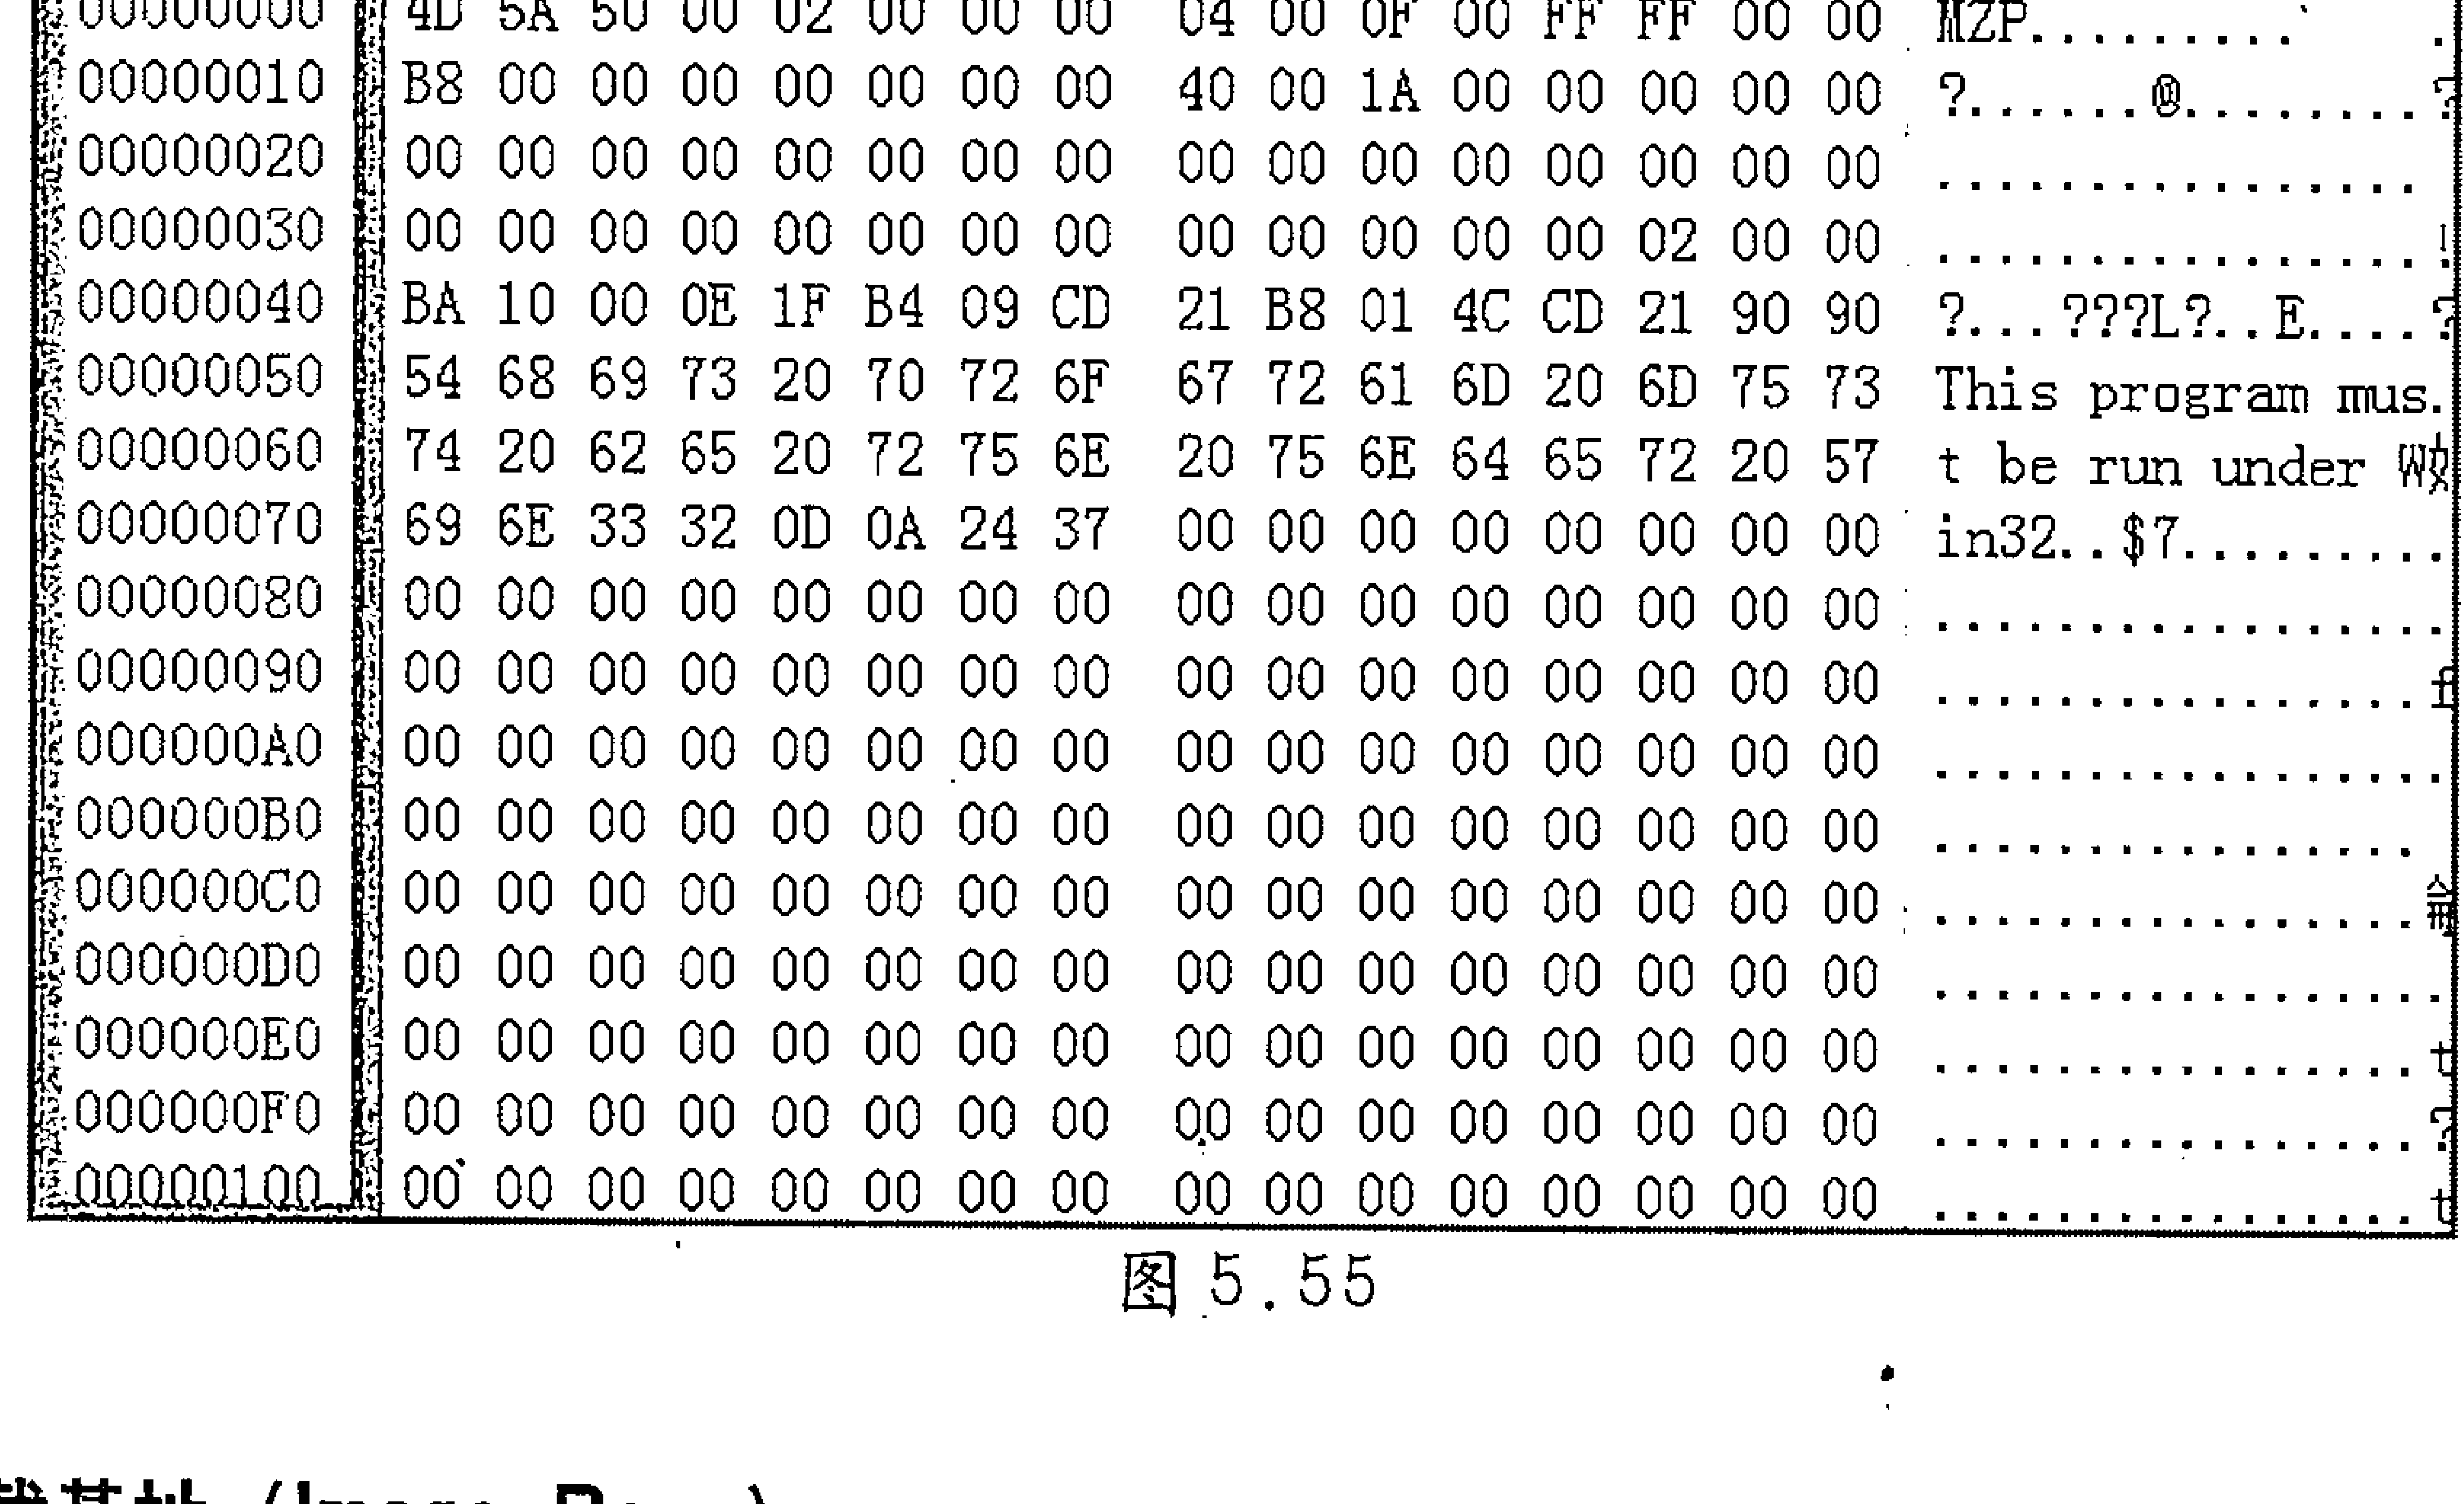 00000000 4D 5A 50 00 02 00 00 00 04 00 0F 00 FF FF 00 00 MZP.........
00000010 B8 00 00 00 00 00 00 00 40 00 1A 00 00 00 00 00 ?......@........?
00000020 00 00 00 00 00 00 00 00 00 00 00 00 00 00 00 00 ................
00000030 00 00 00 00 00 00 00 00 00 00 00 00 00 02 00 00 ................
00000040 BA 10 00 0E 1F B4 09 CD 21 B8 01 4C CD 21 90 90 ?...???L?..E....?
00000050 54 68 69 73 20 70 72 6F 67 72 61 6D 20 6D 75 73 This program mus.
00000060 74 20 62 65 20 72 75 6E 20 75 6E 64 65 72 20 57 t be run under W
00000070 69 6E 33 32 0D 0A 24 37 00 00 00 00 00 00 00 00 in32..$7.........
00000080 00 00 00 00 00 00 00 00 00 00 00 00 00 00 00 00 .................
00000090 00 00 00 00 00 00 00 00 00 00 00 00 00 00 00 00 ................
000000A0 00 00 00 00 00 00 00 00 00 00 00 00 00 00 00 00 .................
000000B0 00 00 00 00 00 00 00 00 00 00 00 00 00 00 00 00 ................
000000C0 00 00 00 00 00 00 00 00 00 00 00 00 00 00 00 00 ................
000000D0 00 00 00 00 00 00 00 00 00 00 00 00 00 00 00 00 .................
000000E0 00 00 00 00 00 00 00 00 00 00 00 00 00 00 00 00 ................t
000000F0 00 00 00 00 00 00 00 00 00 00 00 00 00 00 00 00 ................?
00000100 00 00 00 00 00 00 00 00 00 00 00 00 00 00 00 00 ................t
图 5.55